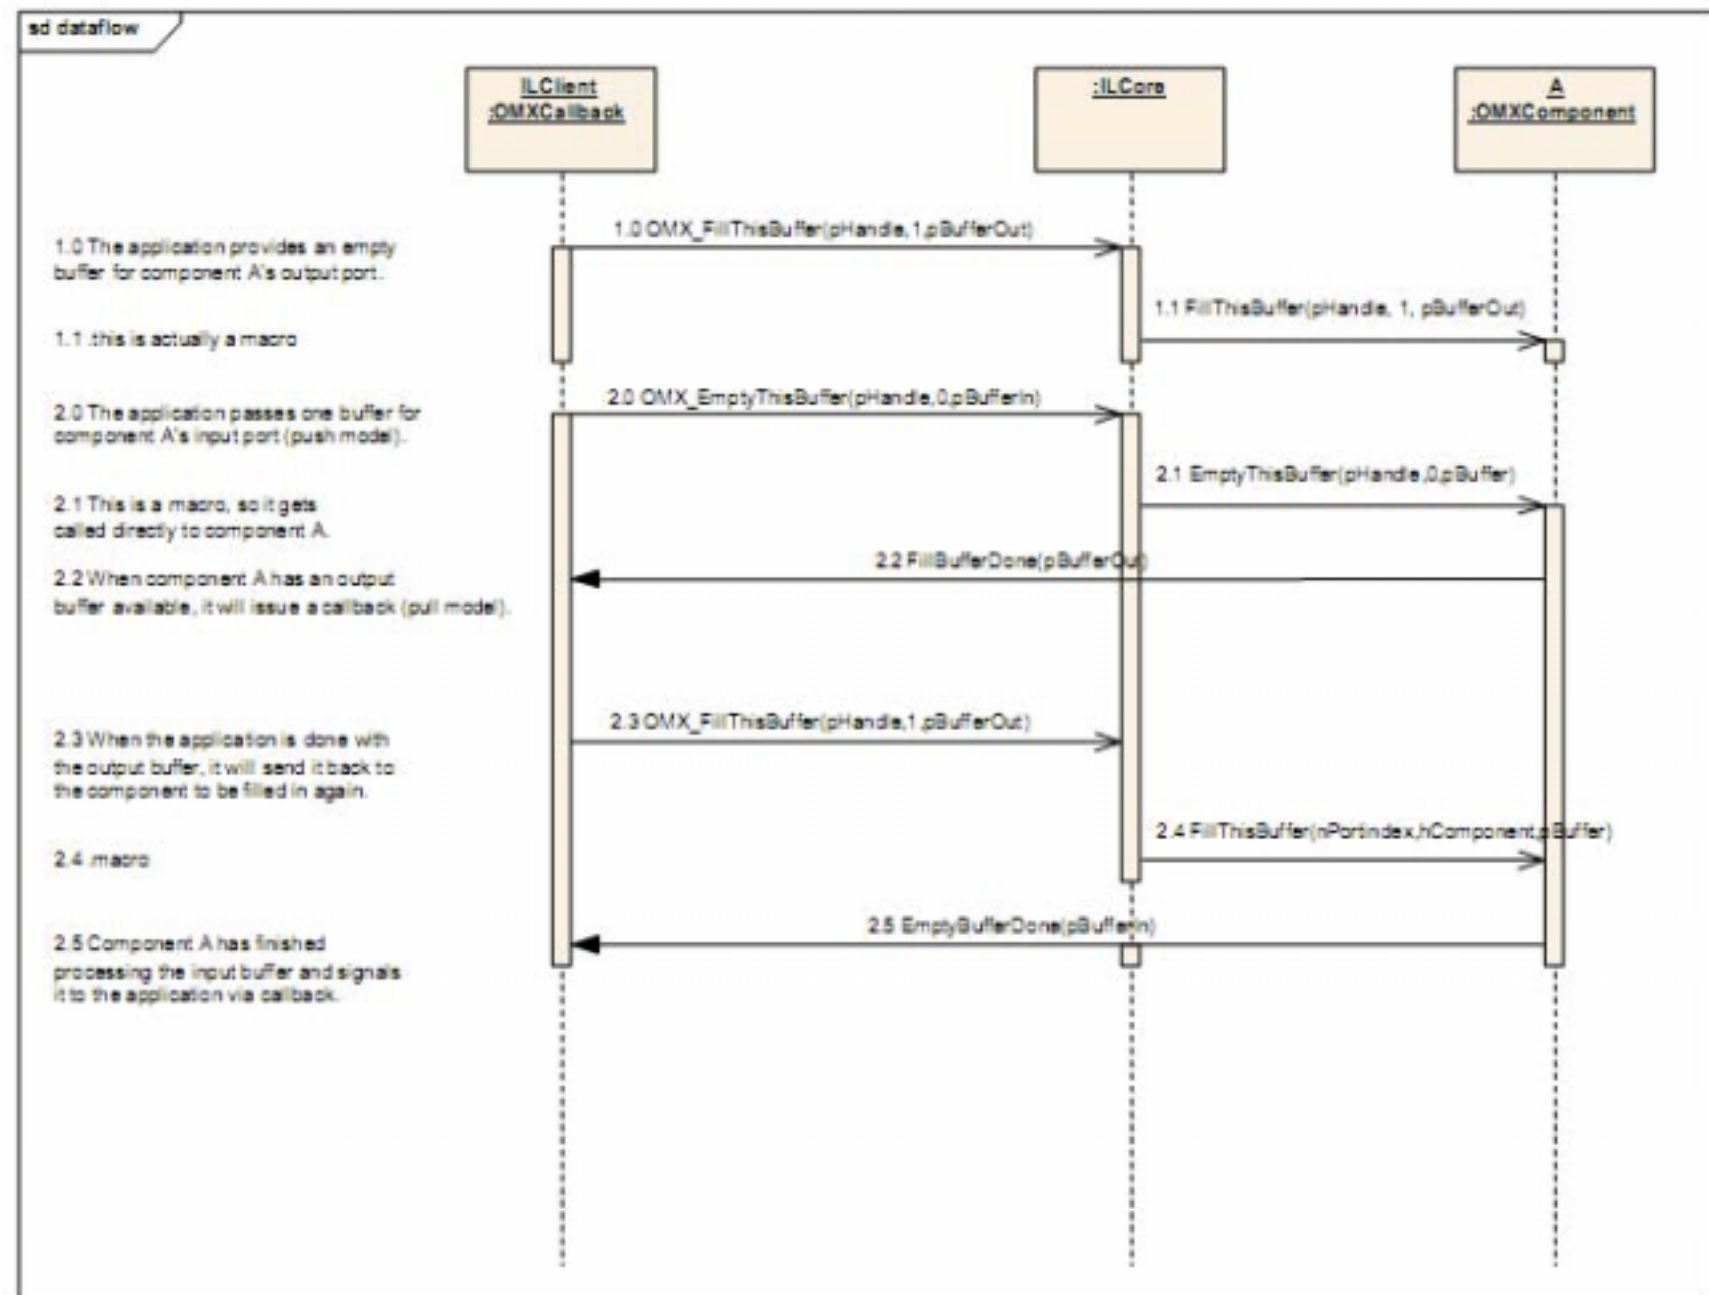 sd dataflow
ILClient
:OMXCallback
:ILCore
A
:OMXComponent
1.0 The application provides an empty
buffer for component A's output port.
1.0 OMX_FillThisBuffer(pHandle,1,pBufferOut)
1.1 FillThisBuffer(pHandle, 1, pBufferOut)
1.1 .this is actually a macro
2.0 OMX_EmptyThisBuffer(pHandle,0,pBufferIn)
2.0 The application passes one buffer for
component A's input port (push model).
2.1 EmptyThisBuffer(pHandle,0,pBuffer)
2.1 This is a macro, so it gets
called directly to component A.
2.2 FillBufferDone(pBufferOut)
2.2 When component A has an output
buffer available, it will issue a callback (pull model).
2.3 OMX_FillThisBuffer(pHandle,1,pBufferOut)
2.3 When the application is done with
the output buffer, it will send it back to
the component to be filled in again.
2.4 FillThisBuffer(nPortindex,hComponent,pBuffer)
2.4 .macro
2.5 EmptyBufferDone(pBufferIn)
2.5 Component A has finished
processing the input buffer and signals
it to the application via callback.